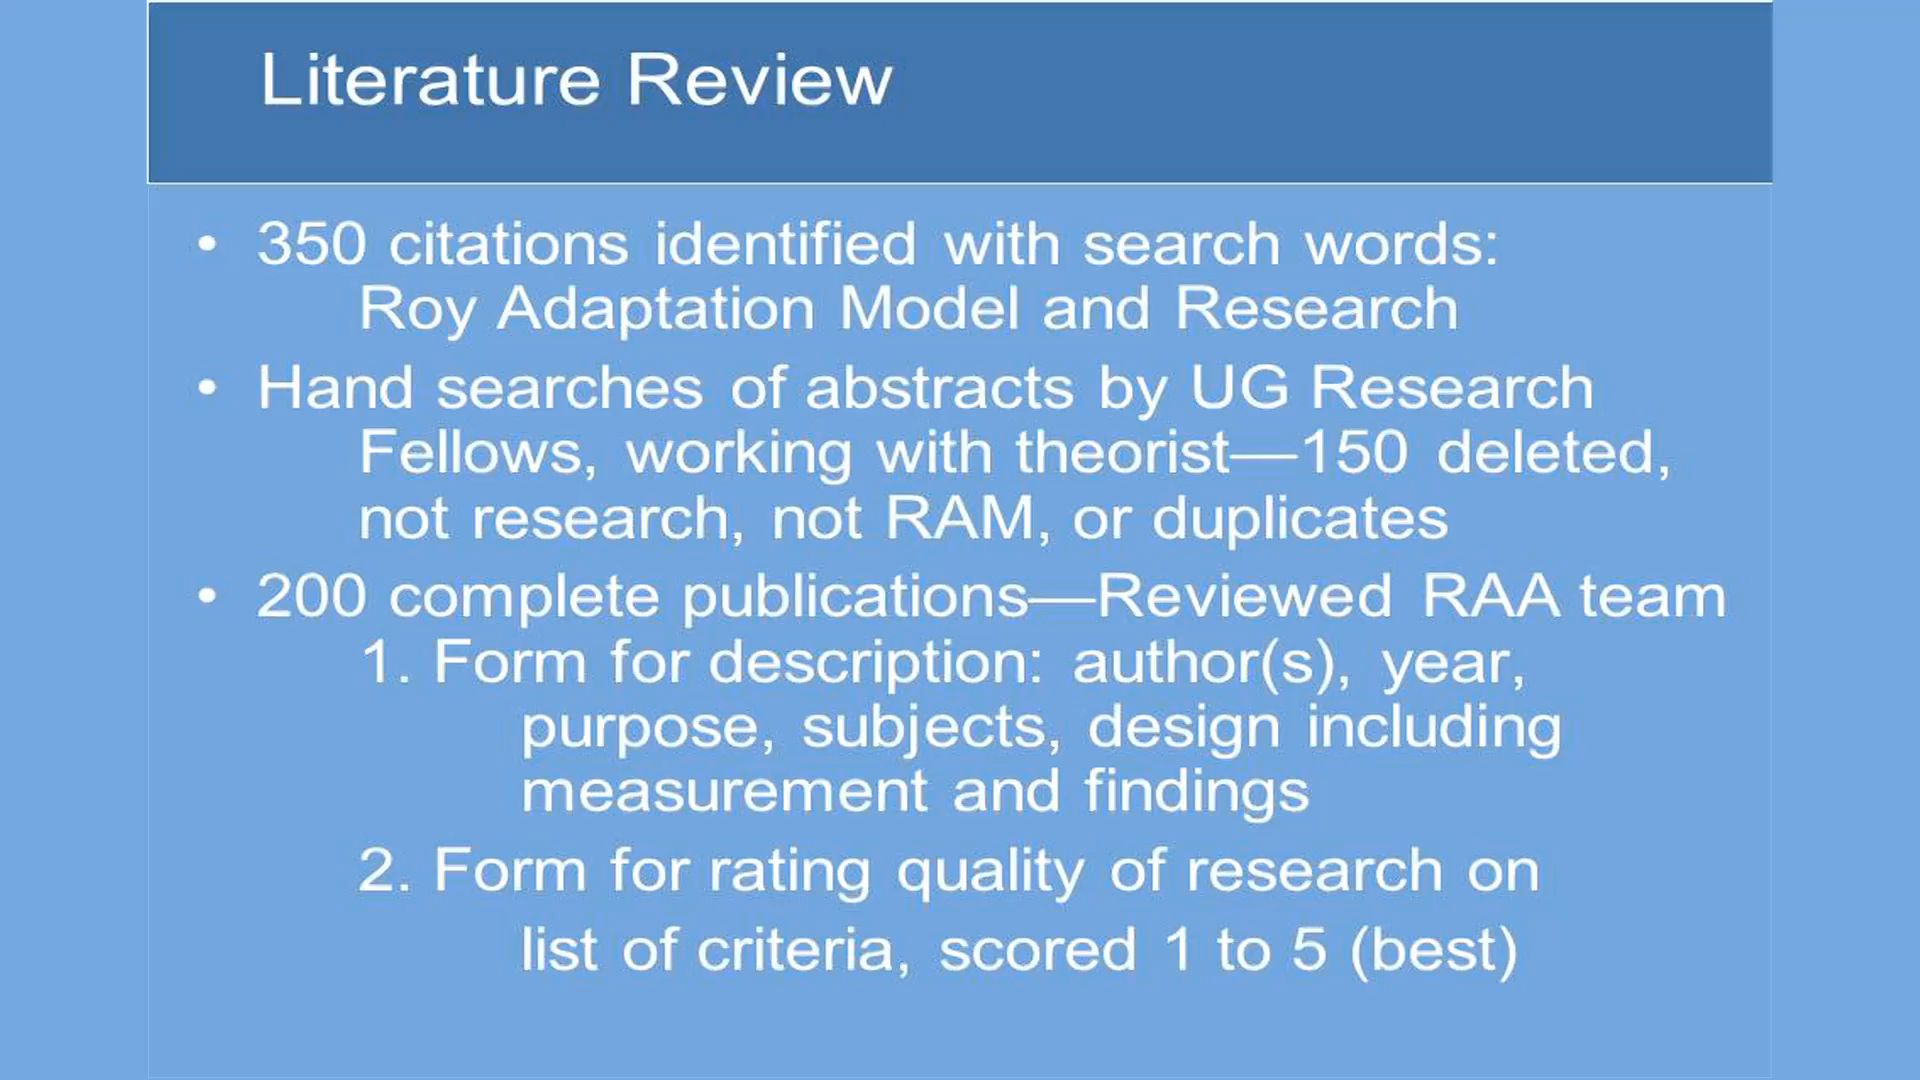 Literature Review
• 350 citations identified with search words:
Roy Adaptation Model and Research
• Hand searches of abstracts by UG Research
Fellows, working with theorist—150 deleted,
not research, not RAM, or duplicates
• 200 complete publications—Reviewed RAA team
1. Form for description: author(s), year,
purpose, subjects, design including
measurement and findings
2. Form for rating quality of research on
list of criteria, scored 1 to 5 (best)